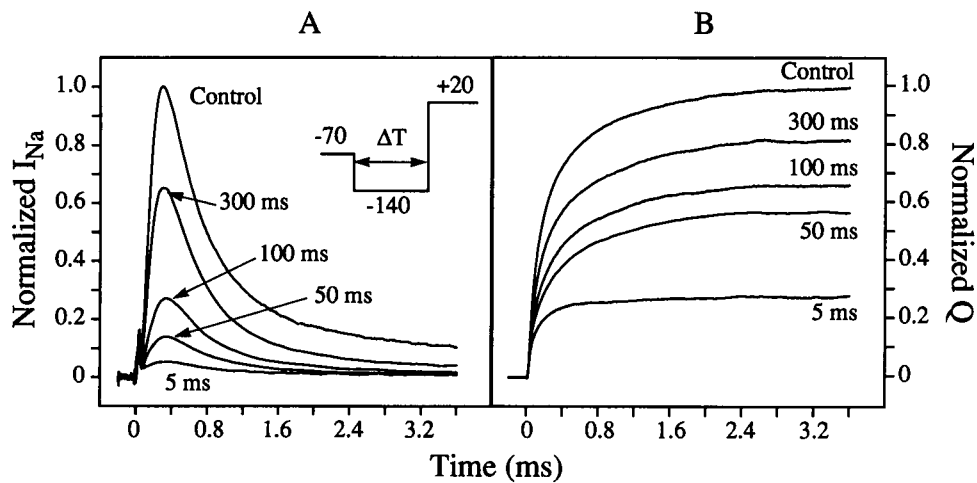 A
B
Normalized I_Na
1.0
0.8
0.6
0.4
0.2
0
Control
300 ms
100 ms
50 ms
5 ms
-70
ΔT
+20
-140
0
0.8
1.6
2.4
3.2
Control
300 ms
100 ms
50 ms
5 ms
1.0
0.8
0.6
0.4
0.2
0
Normalized Q
0
0.8
1.6
2.4
3.2
Time (ms)